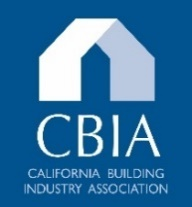 CBIA
CALIFORNIA BUILDING
INDUSTRY ASSOCIATION